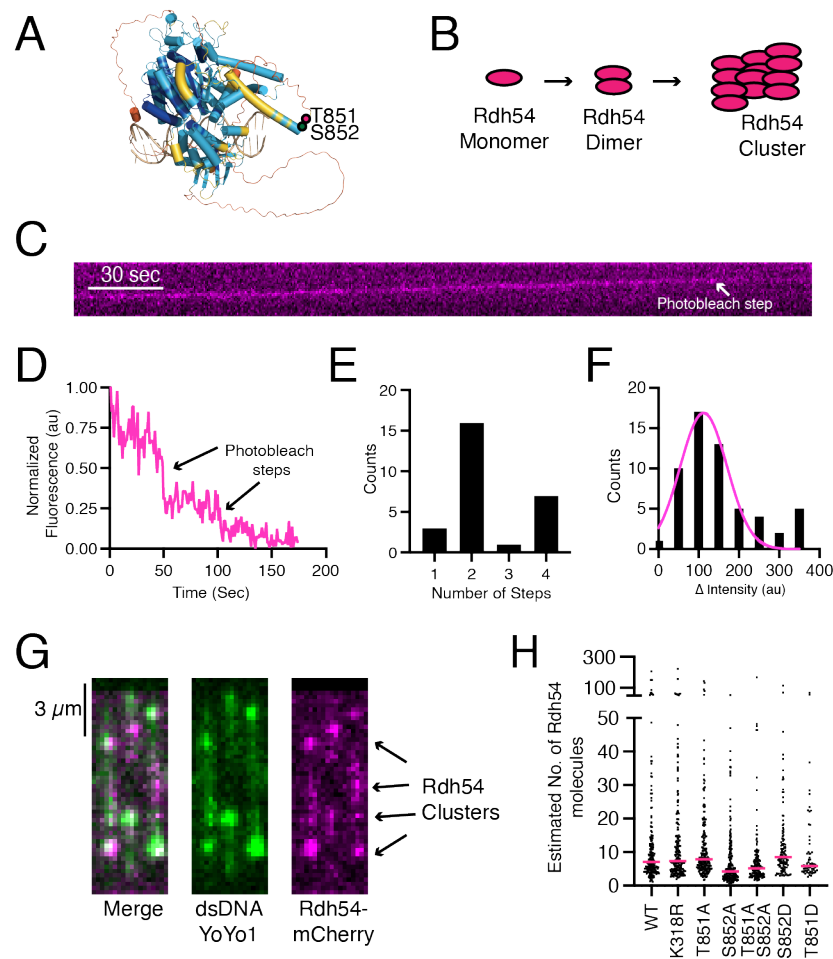 A
T851
S852
B
Rdh54
Monomer
Rdh54
Dimer
Rdh54
Cluster
C
30 sec
Photobleach step
D
Normalized
Fluorescence (au)
1.00
0.75
0.50
0.25
0.00
Photobleach
steps
0 50 100 150 200
Time (Sec)
E
Counts
20
15
10
5
0
1 2 3 4
Number of Steps
F
Counts
20
15
10
5
0
0 100 200 300 400
Δ Intensity (au)
G
3 µm
Rdh54
Clusters
Merge
dsDNA
YoYo1
Rdh54-
mCherry
H
Estimated No. of Rdh54
molecules
300
100
50
40
30
20
10
0
WT
K318R
T851A
S852A
T851A
S852A
S852D
T851D